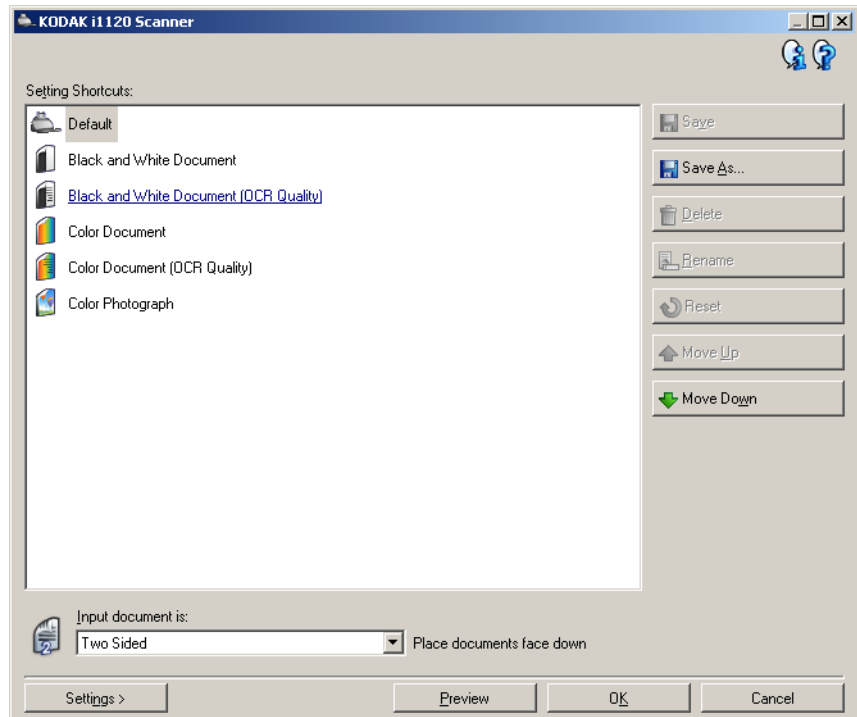 KODAK i1120 Scanner
Setting Shortcuts:
Default
Black and White Document
Black and White Document (OCR Quality)
Color Document
Color Document (OCR Quality)
Color Photograph
Save
Save As...
Delete
Rename
Reset
Move Up
Move Down
Input document is:
2
Two Sided
Place documents face down
Settings >
Preview
OK
Cancel